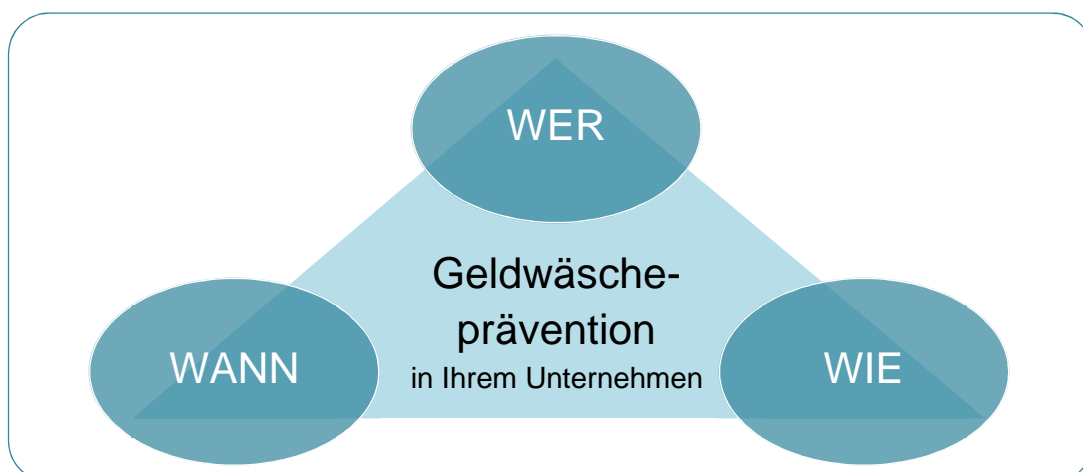 WER
Geldwäsche-
prävention
in Ihrem Unternehmen
WANN
WIE